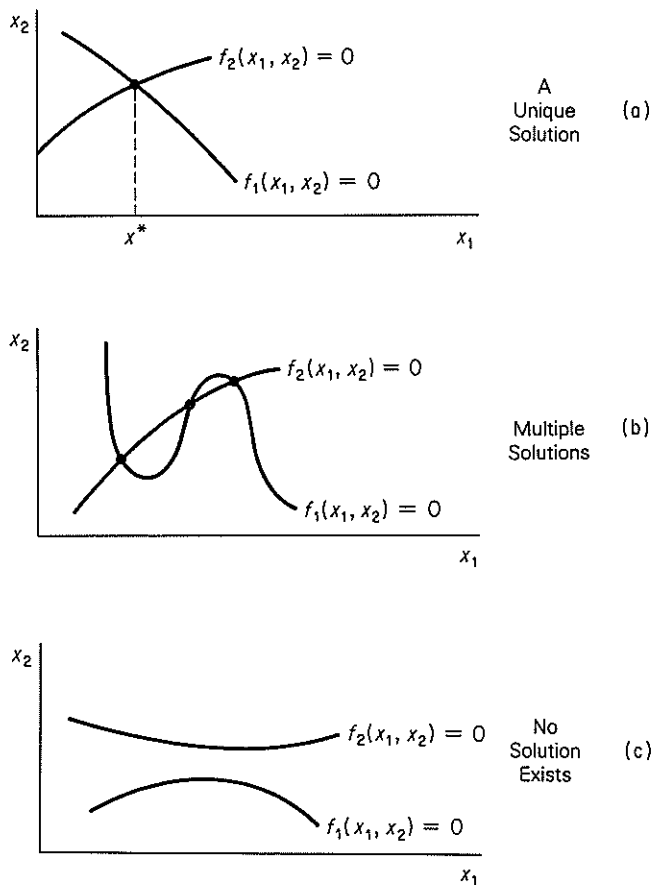 x₂
f₂(x₁, x₂) = 0
A
Unique
Solution
(a)
f₁(x₁, x₂) = 0
x*
x₁
x₂
f₂(x₁, x₂) = 0
Multiple
Solutions
(b)
f₁(x₁, x₂) = 0
x₁
x₂
f₂(x₁, x₂) = 0
No
Solution
Exists
(c)
f₁(x₁, x₂) = 0
x₁